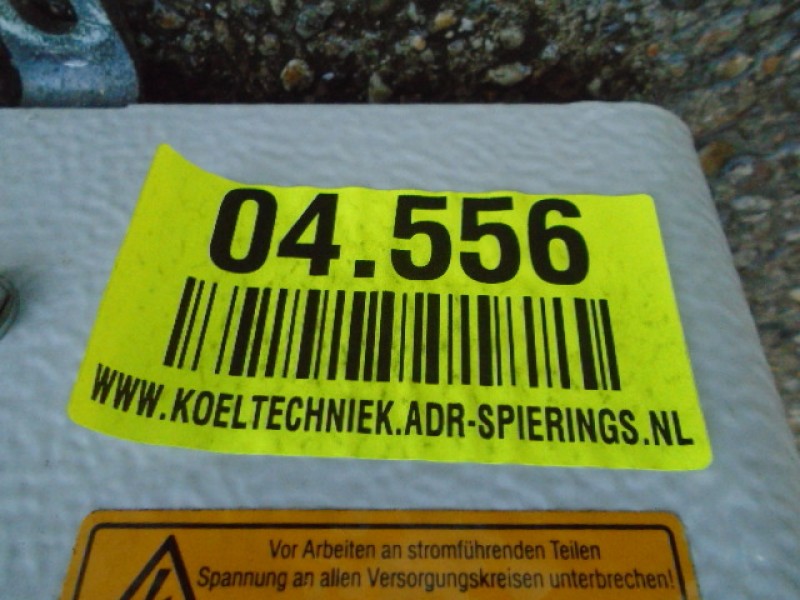 04.556
WWW.KOELTECHNIEK.ADR-SPIERINGS.NL
Vor Arbeiten an stromführenden Teilen
Spannung an allen Versorgungskreisen unterbrechen!